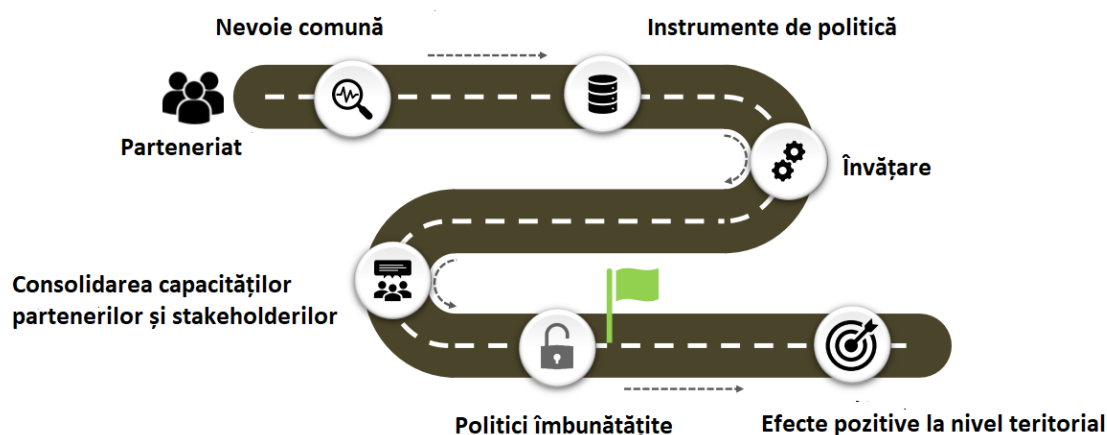 Nevoie comună
Instrumente de politică
Parteneriat
Învățare
Consolidarea capacităților
partenerilor și stakeholderilor
Politici îmbunătățite
Efecte pozitive la nivel teritorial